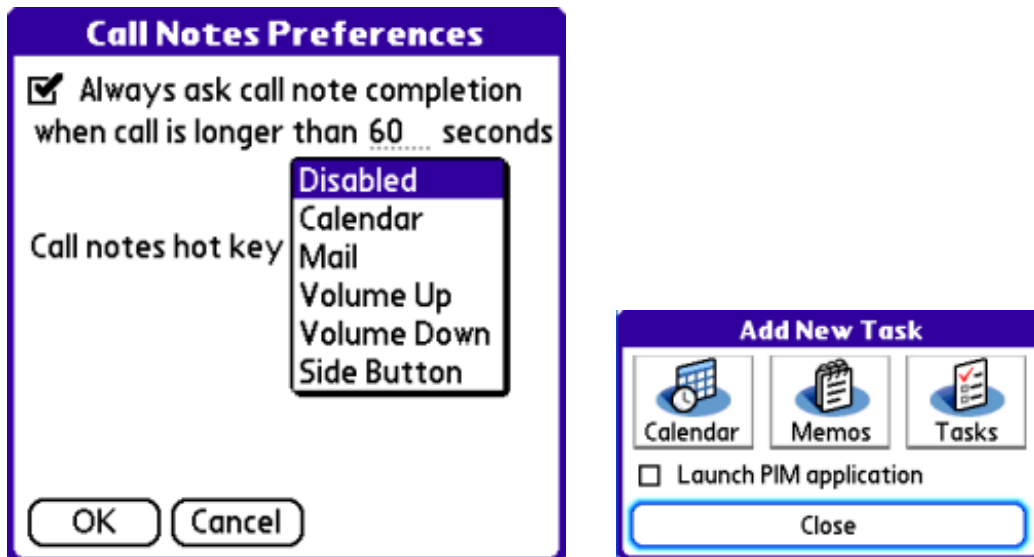 Call Notes Preferences
Always ask call note completion
when call is longer than 60 seconds
Call notes hot key
Disabled
Calendar
Mail
Volume Up
Volume Down
Side Button
OK Cancel
Add New Task
Calendar Memos Tasks
Launch PIM application
Close